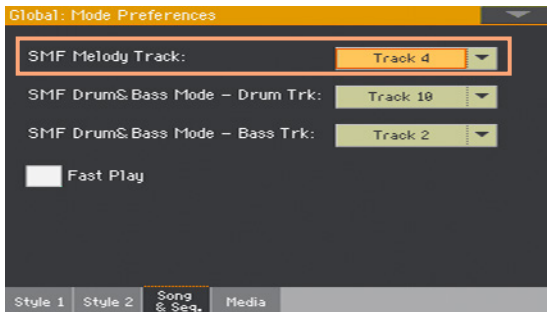 Global: Mode Preferences
SMF Melody Track: Track 4
SMF Drum& Bass Mode - Drum Trk: Track 10
SMF Drum& Bass Mode - Bass Trk: Track 2
Fast Play
Style 1 Style 2 Song & Seq. Media